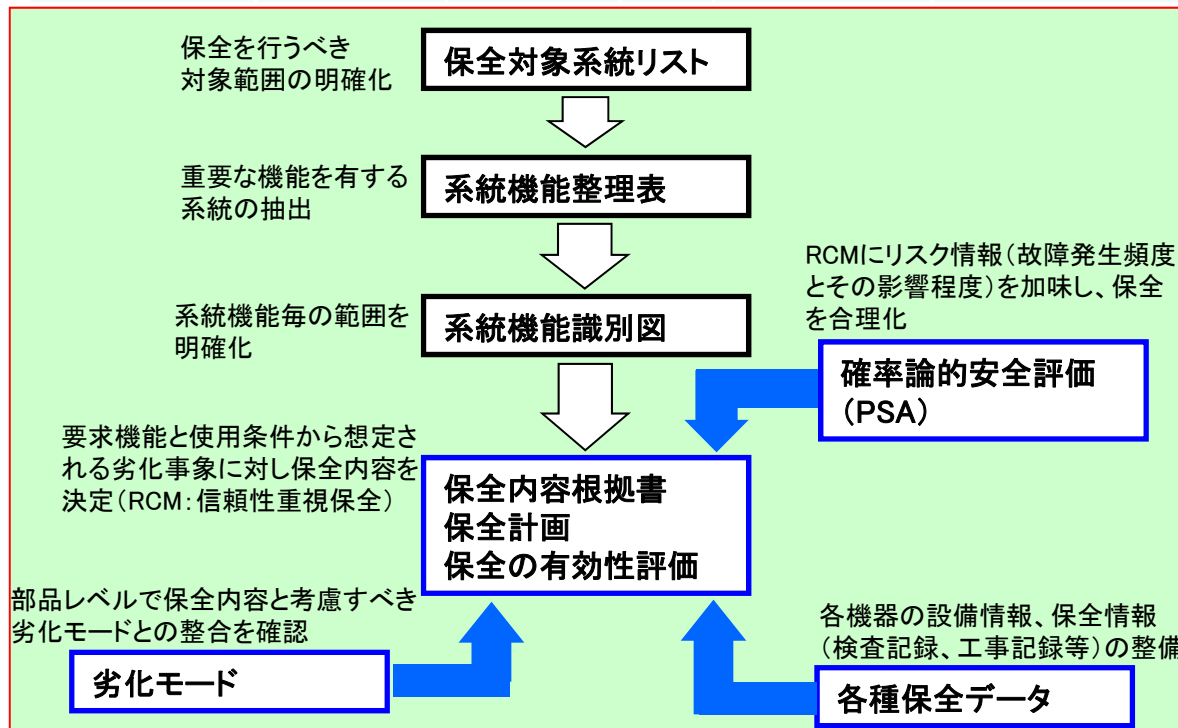 保全を行うべき
対象範囲の明確化
保全対象系統リスト
重要な機能を有する
系統の抽出
系統機能整理表
系統機能毎の範囲を
明確化
系統機能識別図
RCMにリスク情報(故障発生頻度
とその影響程度)を加味し、保全
を合理化
確率論的安全評価
(PSA)
要求機能と使用条件から想定さ
れる劣化事象に対し保全内容を
決定(RCM:信頼性重視保全)
保全内容根拠書
保全計画
保全の有効性評価
部品レベルで保全内容と考慮すべき
劣化モードとの整合を確認
劣化モード
各機器の設備情報、保全情報
(検査記録、工事記録等)の整備
各種保全データ